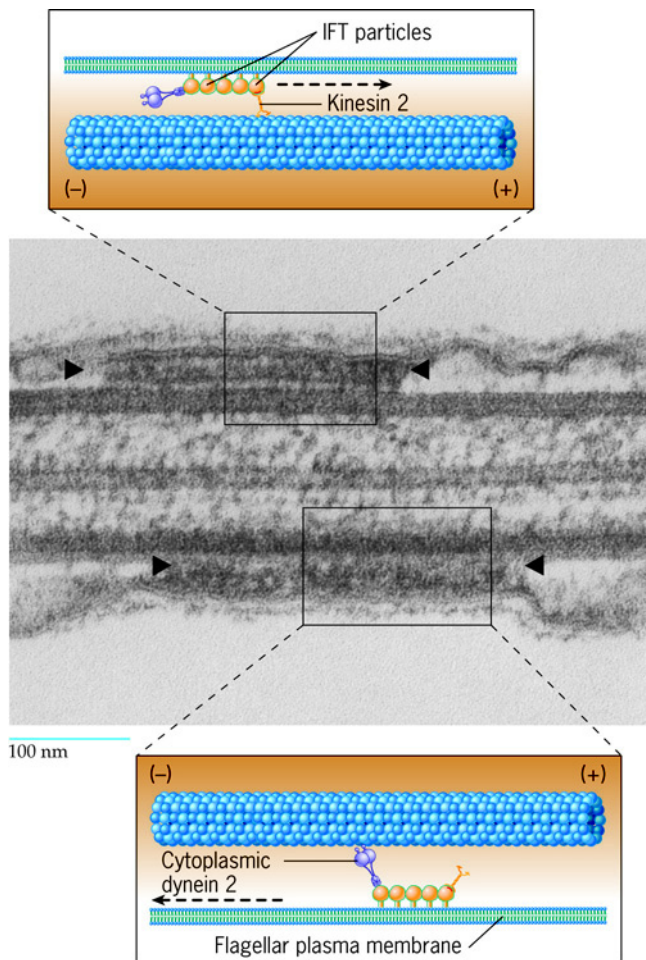 IFT particles
Kinesin 2
(–) (+)
100 nm
(–) (+)
Cytoplasmic
dynein 2
Flagellar plasma membrane